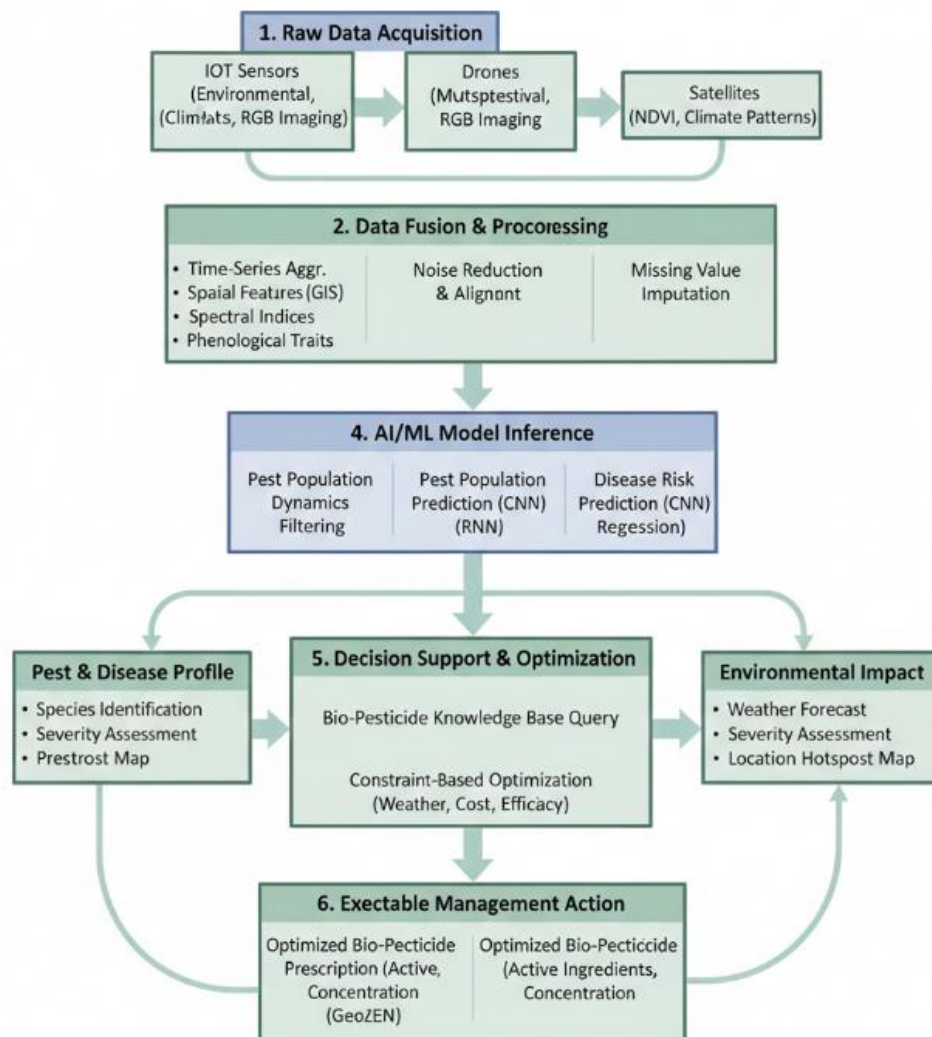 1. Raw Data Acquisition
IOT Sensors
(Environmental,
(Climłats, RGB Imaging)
Drones
(Mutsptestival,
RGB Imaging
Satellites
(NDVI, Climate Patterns)
2. Data Fusion & Procoressing
• Time-Series Aggr.
• Spaial Features (GIS)
• Spectral Indices
• Phenological Traits
Noise Reduction
& Alignont
Missing Value
Imputation
4. AI/ML Model Inference
Pest Population
Dynamics
Filtering
Pest Population
Prediction (CNN)
(RNN)
Disease Risk
Prediction (CNN)
Regression)
Pest & Disease Profile
• Species Identification
• Severity Assessment
• Prestrost Map
5. Decision Support & Optimization
Bio-Pesticide Knowledge Base Query
Constraint-Based Optimization
(Weather, Cost, Efficacy)
Environmental Impact
• Weather Forecast
• Severity Assessment
• Location Hotspost Map
6. Exectable Management Action
Optimized Bio-Pecticide
Prescription (Active,
Concentration
(GeoZEN)
Optimized Bio-Pecticcide
(Active Ingredients,
Concentration